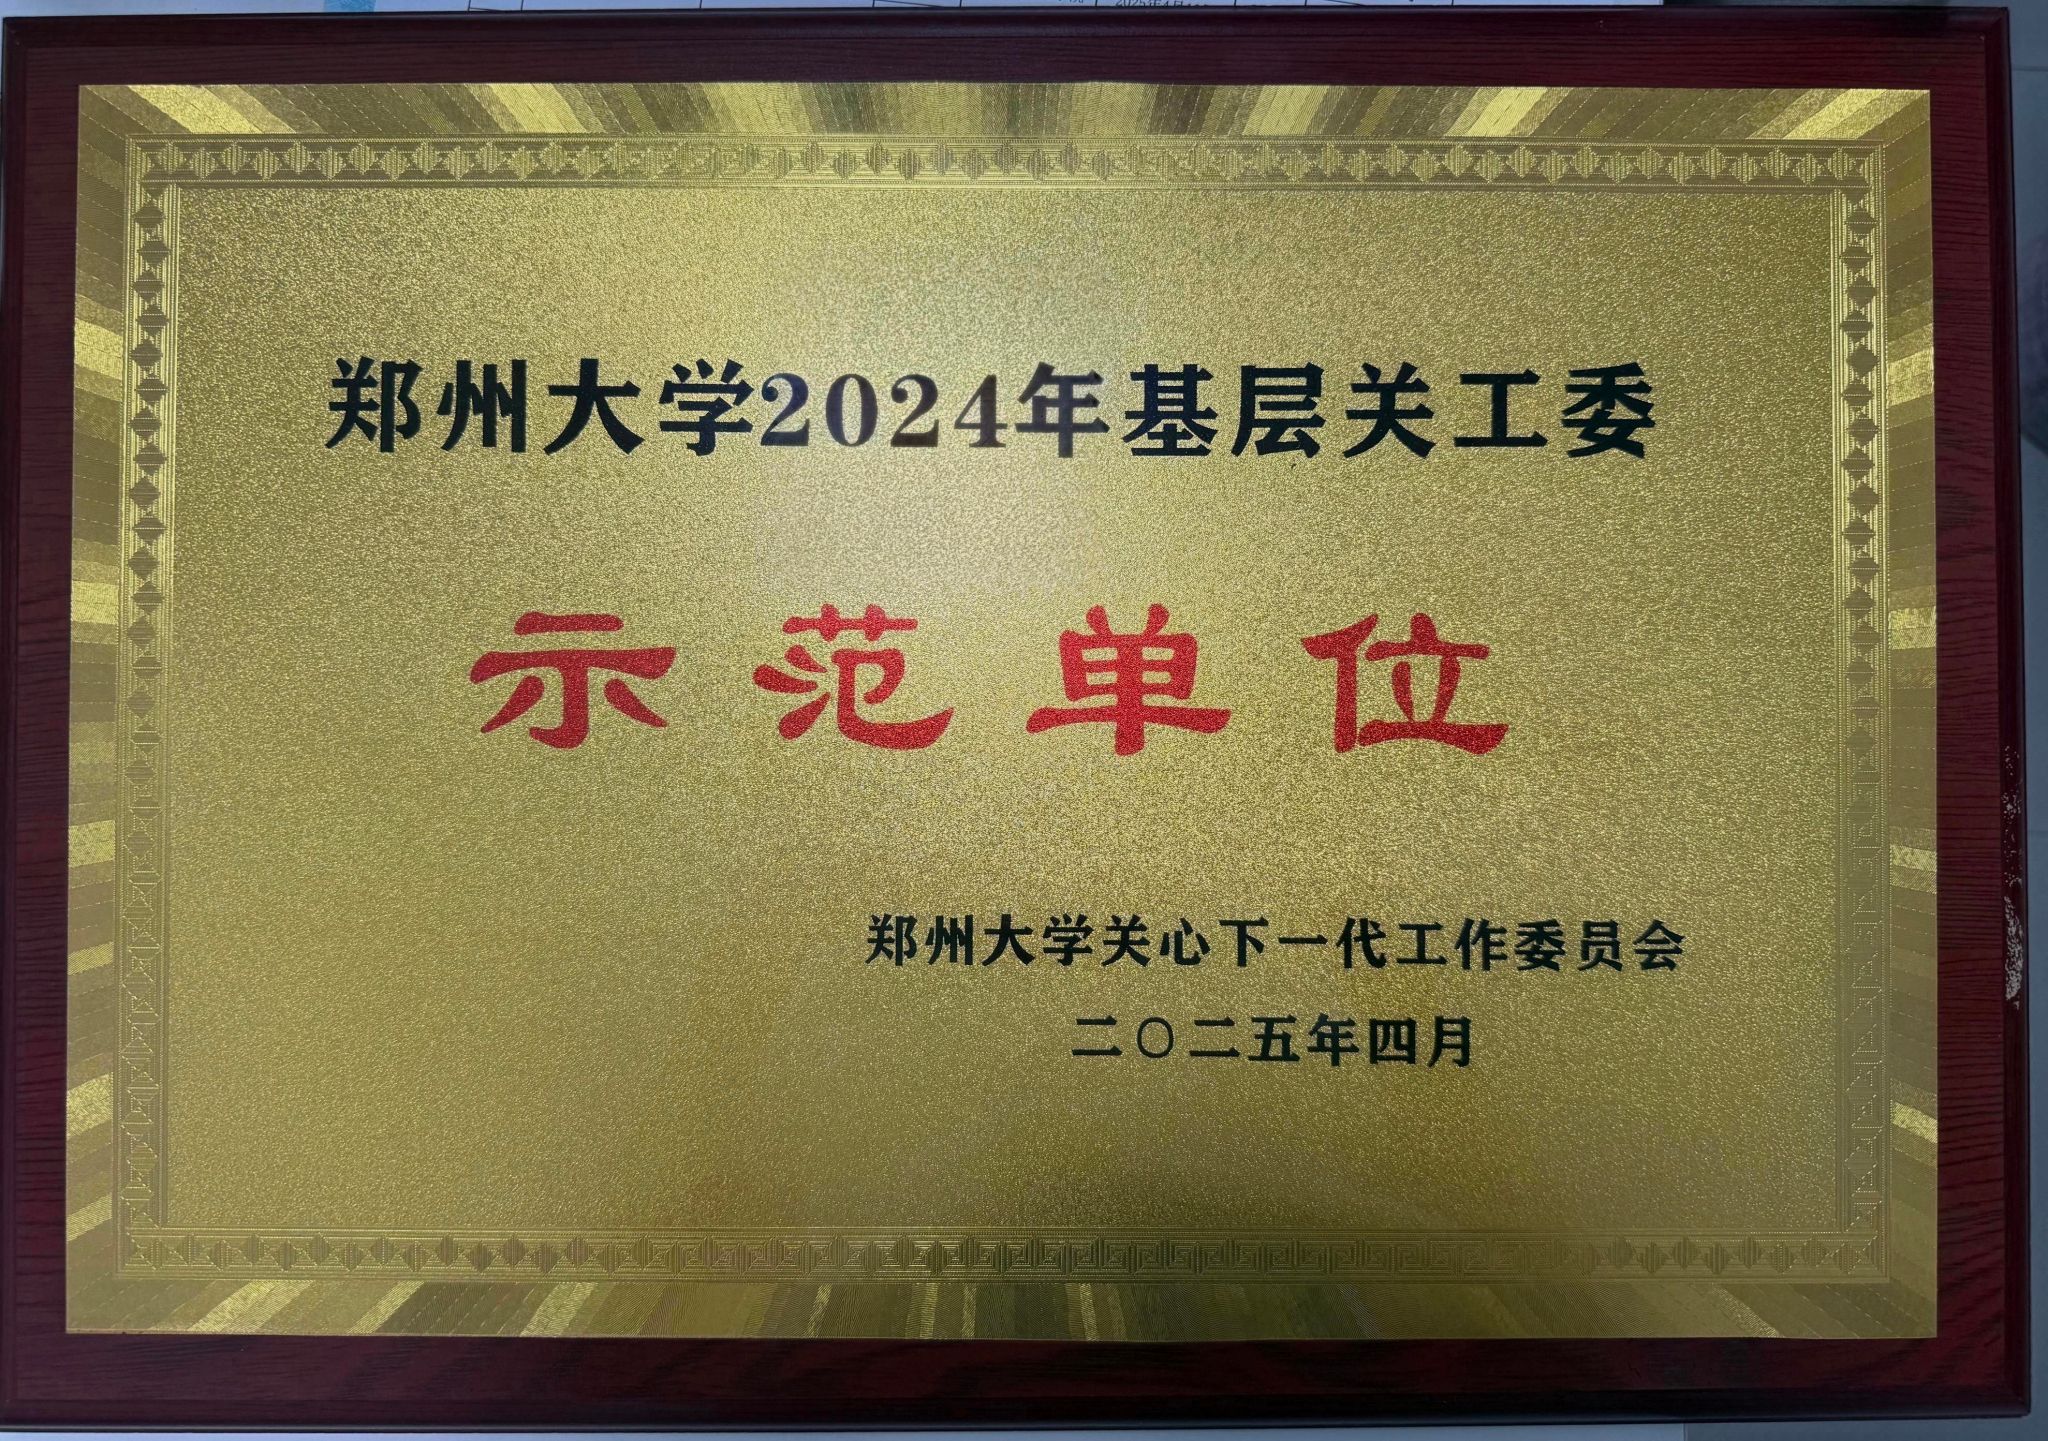 郑州大学2024年基层关工委
示范单位
郑州大学关心下一代工作委员会
二〇二五年四月